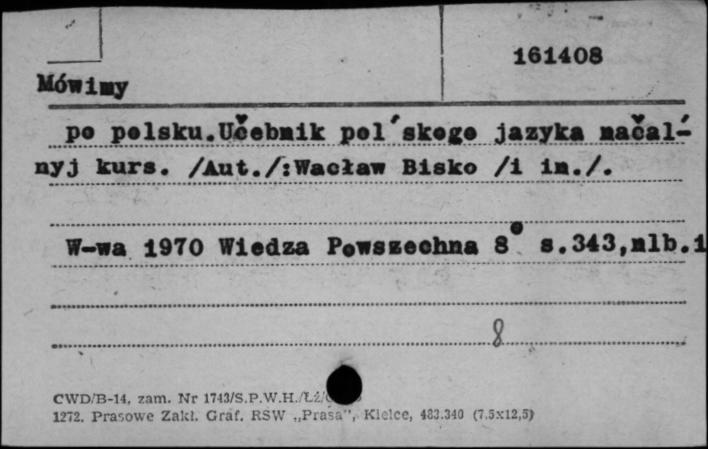 161408
Mówimy
po polsku.Učebnik pol´skogo jazyka načal´-
nyj kurs. /Aut./:Wacław Bisko /i in./.
W-wa 1970 Wiedza Powszechna 8° s.343,nlb.1
8
CWD/B-14, zam. Nr 1743/S.P.W.H./Łź/
1272. Prasowe Zakł. Graf. RSW „Prasa", Kielce, 483.340 (7.5x12,5)